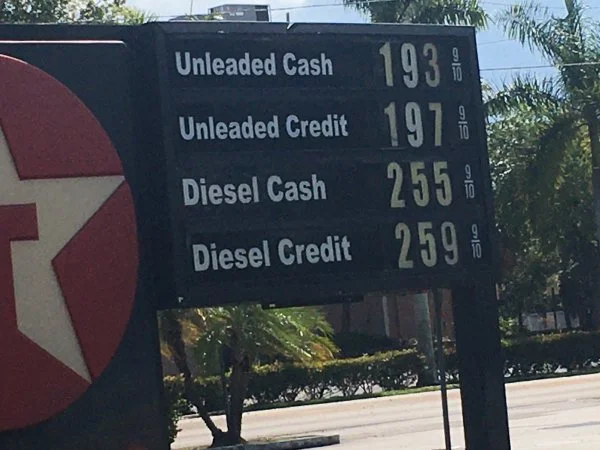 Unleaded Cash 193 9/10
Unleaded Credit 197 9/10
Diesel Cash 255 9/10
Diesel Credit 259 9/10
T